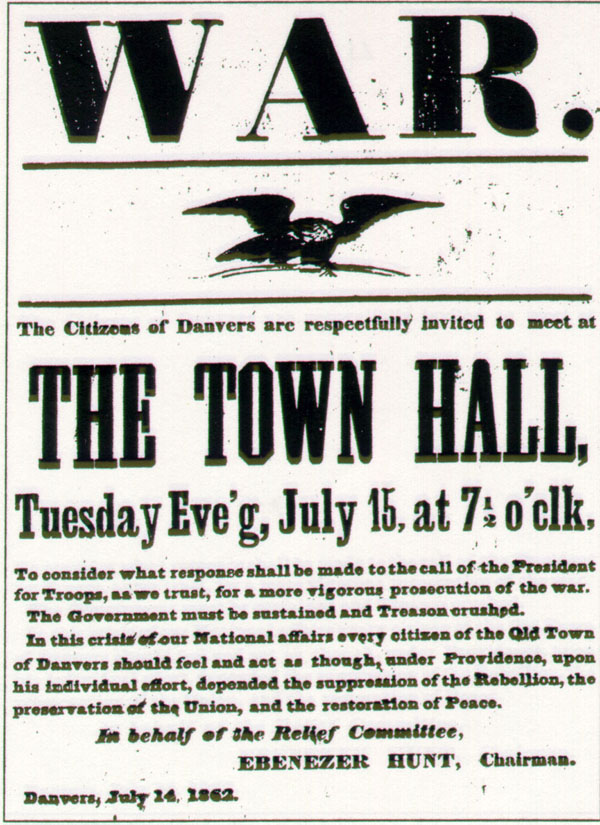 WAR.
The Citizens of Danvers are respectfully invited to meet at
THE TOWN HALL,
Tuesday Eve'g, July 15, at 7½ o'clk,
To consider what response shall be made to the call of the President
for Troops, as we trust, for a more vigorous prosecution of the war.
The Government must be sustained and Treason crushed.
In this crisis of our National affairs every citizen of the Old Town
of Danvers should feel and act as though, under Providence, upon
his individual effort, depended the suppression of the Rebellion, the
preservation of the Union, and the restoration of Peace.
In behalf of the Relief Committee,
EBENEZER HUNT, Chairman.
Danvers, July 14, 1862.